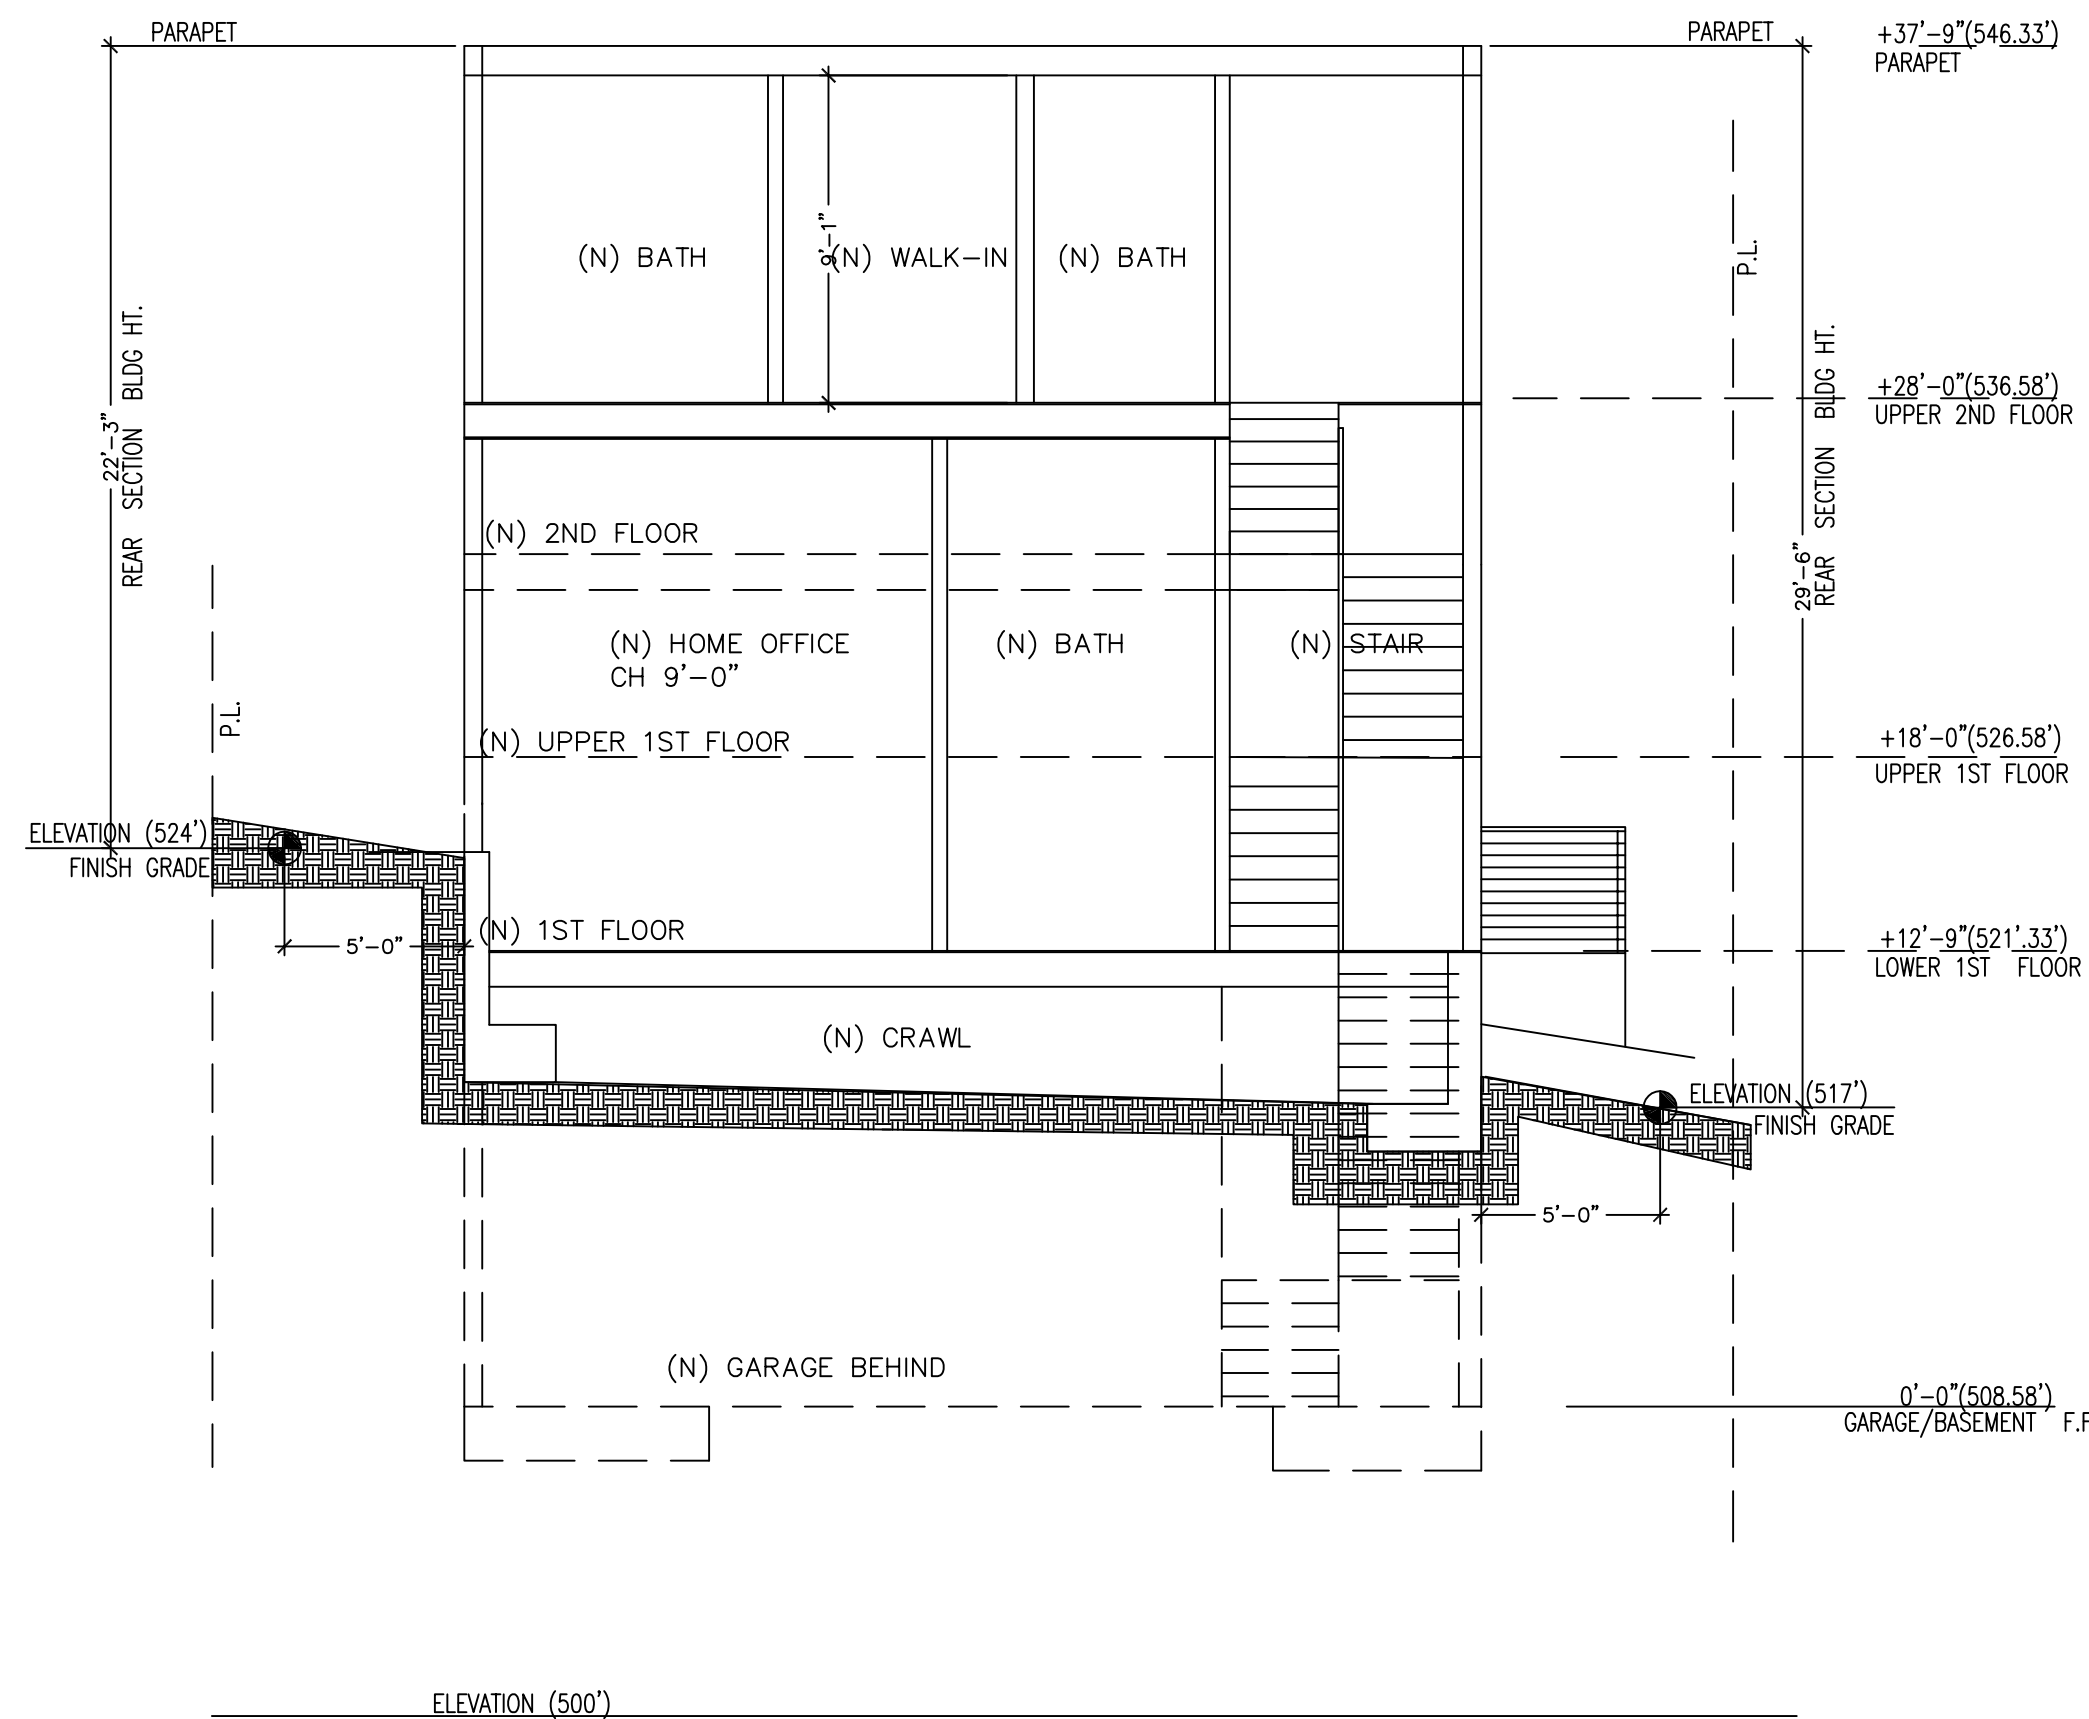 PARAPET
PARAPET
+37'-9"(546.33')
PARAPET
P.L.
9'-1"
(N) BATH
(N) WALK-IN
(N) BATH
REAR SECTION BLDG HT.
22'-3"
REAR SECTION BLDG HT.
29'-6"
+28'-0"(536.58')
UPPER 2ND FLOOR
(N) 2ND FLOOR
(N) HOME OFFICE
CH 9'-0"
(N) BATH
(N) STAIR
P.L.
(N) UPPER 1ST FLOOR
+18'-0"(526.58')
UPPER 1ST FLOOR
ELEVATION (524')
FINISH GRADE
5'-0"
(N) 1ST FLOOR
+12'-9"(521'.33')
LOWER 1ST FLOOR
(N) CRAWL
ELEVATION (517')
FINISH GRADE
5'-0"
(N) GARAGE BEHIND
0'-0"(508.58')
GARAGE/BASEMENT
ELEVATION (500')